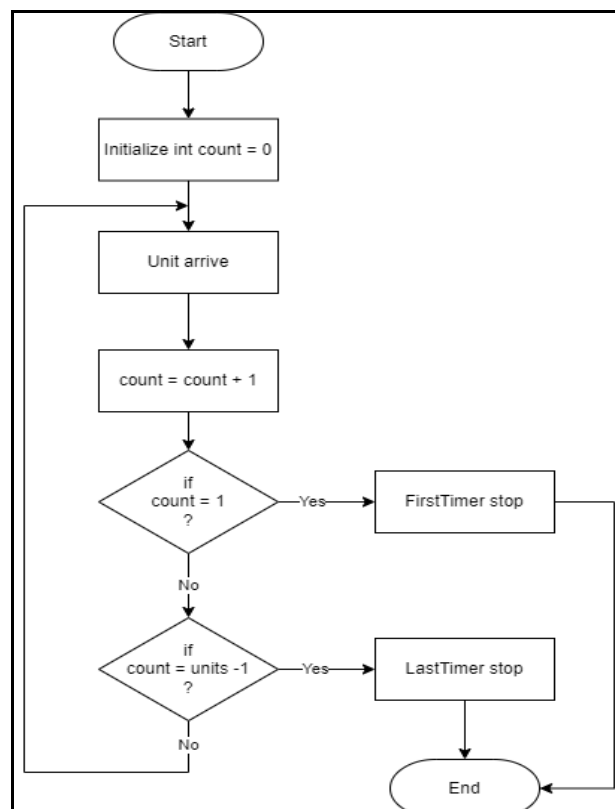 Start
Initialize int count = 0
Unit arrive
count = count + 1
if
count = 1
?
Yes
FirstTimer stop
No
if
count = units -1
?
Yes
LastTimer stop
No
End